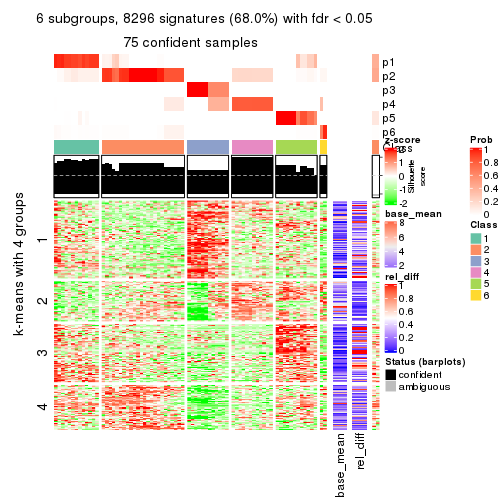 6 subgroups, 8296 signatures (68.0%) with fdr < 0.05
75 confident samples
p1
p2
p3
p4
p5
p6
Class
Silhouette
score
k-means with 4 groups
1
2
3
4
base_mean
rel_diff
z-score
2
1
0
-1
-2
base_mean
8
6
4
2
rel_diff
1
0.8
0.6
0.4
0.2
0
Status (barplots)
confident
ambiguous
Prob
1
0.8
0.6
0.4
0.2
0
Class
1
2
3
4
5
6